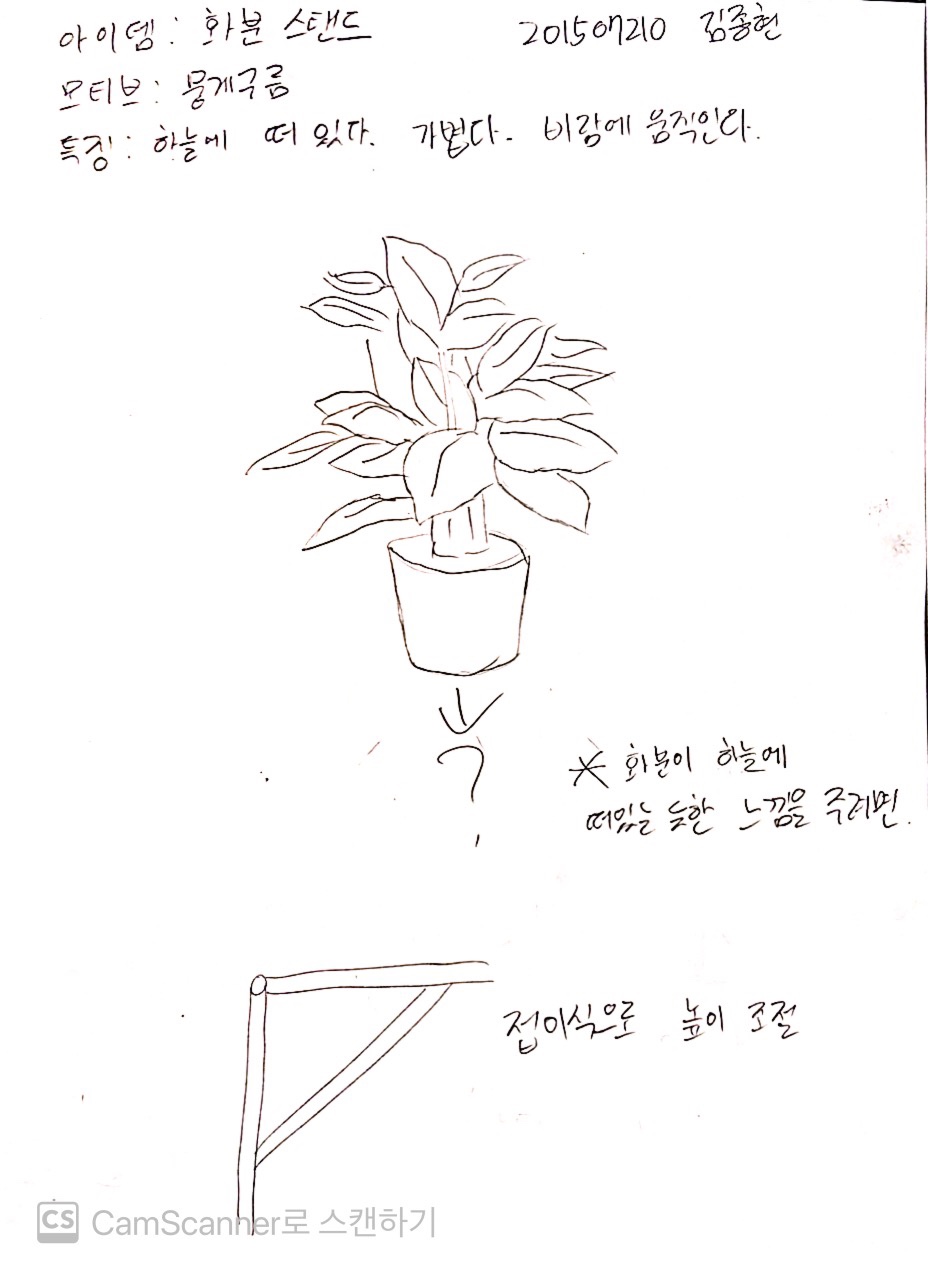 아이템: 화분 스탠드 201507210 김종현
모티브: 뭉게구름
특징: 하늘에 떠 있다. 가볍다. 바람에 움직인다.
?
* 화분이 하늘에
떠있는 듯한 느낌을 주려면.
접이식으로 높이 조절
CS CamScanner로 스캔하기